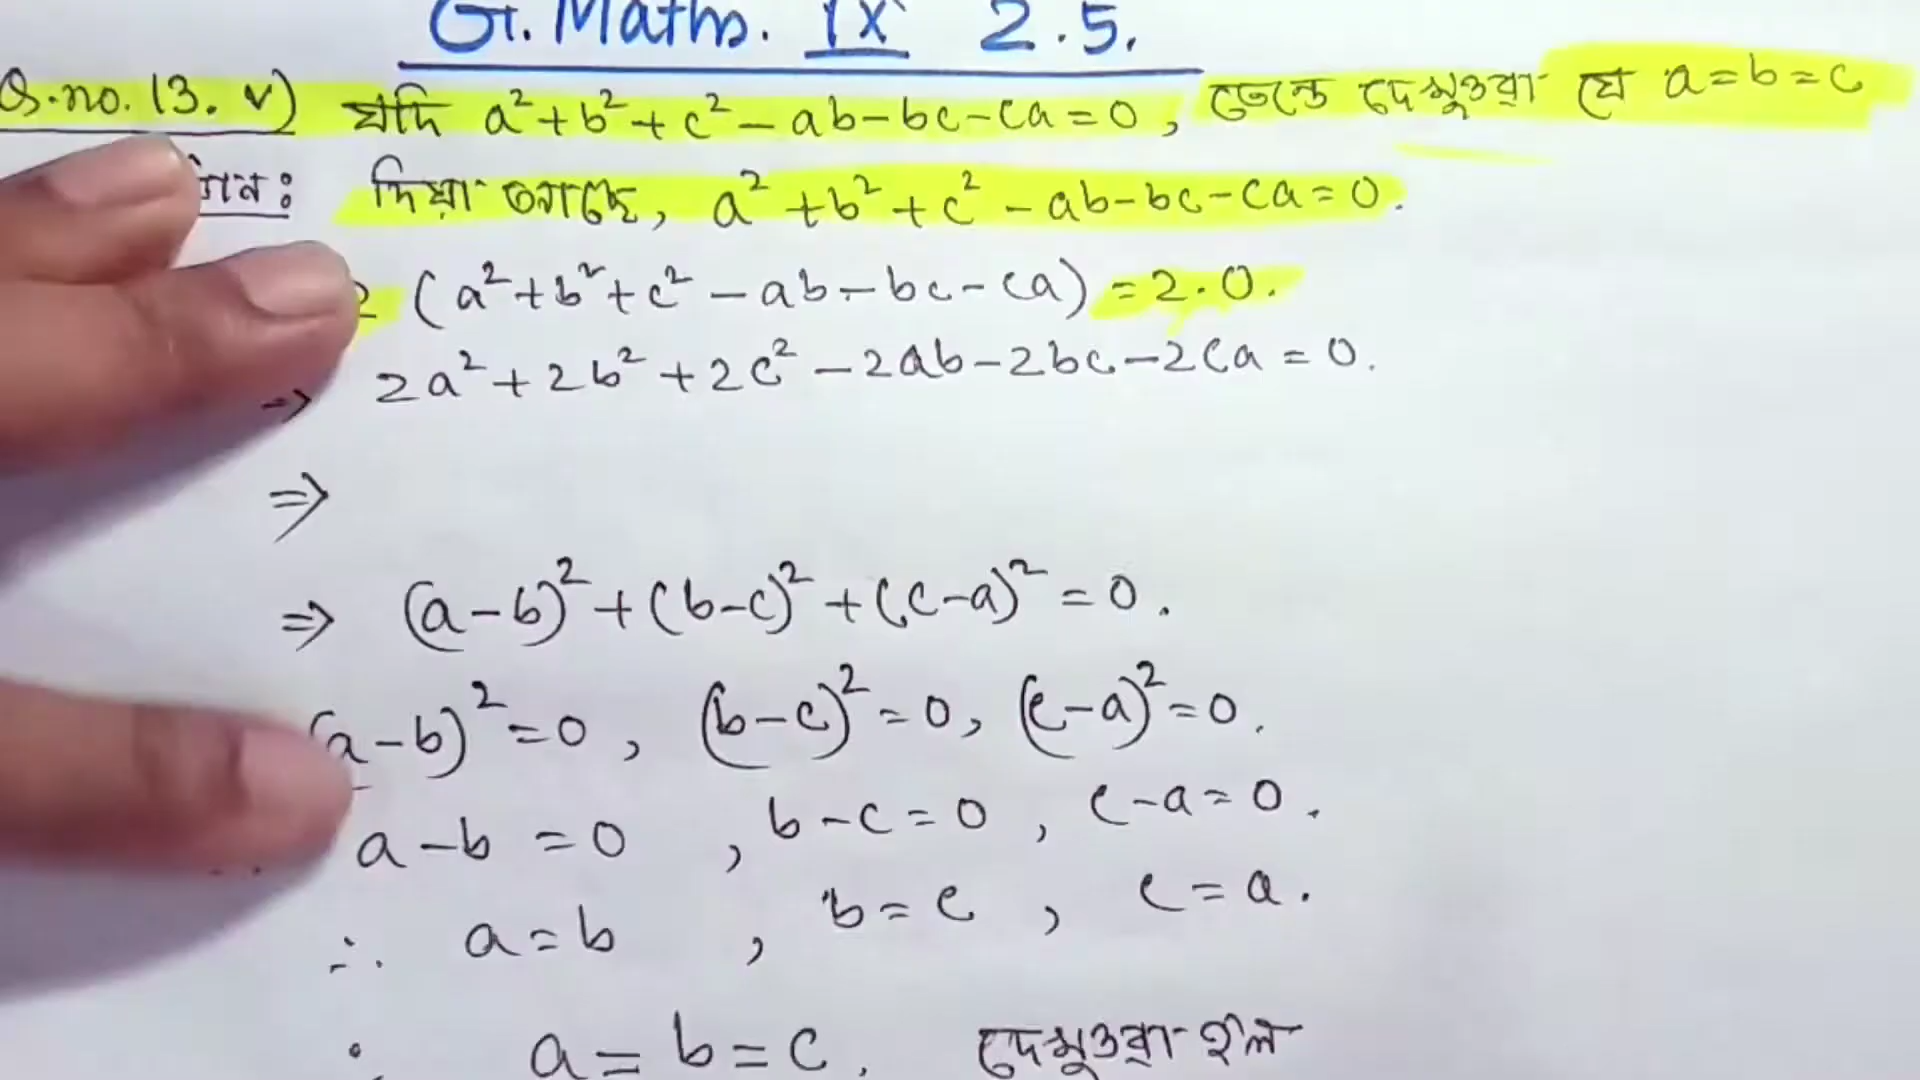 G. Maths. IX 2.5.
Q.no. 13. v) যদি a²+b²+c²-ab-bc-ca=0, তেন্তে দেখুওৱা যে a=b=c
দিয়া আছে, a²+b²+c²-ab-bc-ca=0.
2 (a²+b²+c²-ab-bc-ca) =2.0.
⇒ 2a²+2b²+2c²-2ab-2bc-2ca=0.
⇒
⇒ (a-b)²+(b-c)²+(c-a)²=0.
(a-b)²=0, (b-c)²=0, (c-a)²=0.
a-b=0, b-c=0, c-a=0.
∴ a=b, b=c, c=a.
a=b=c. দেখুওৱা হ'ল